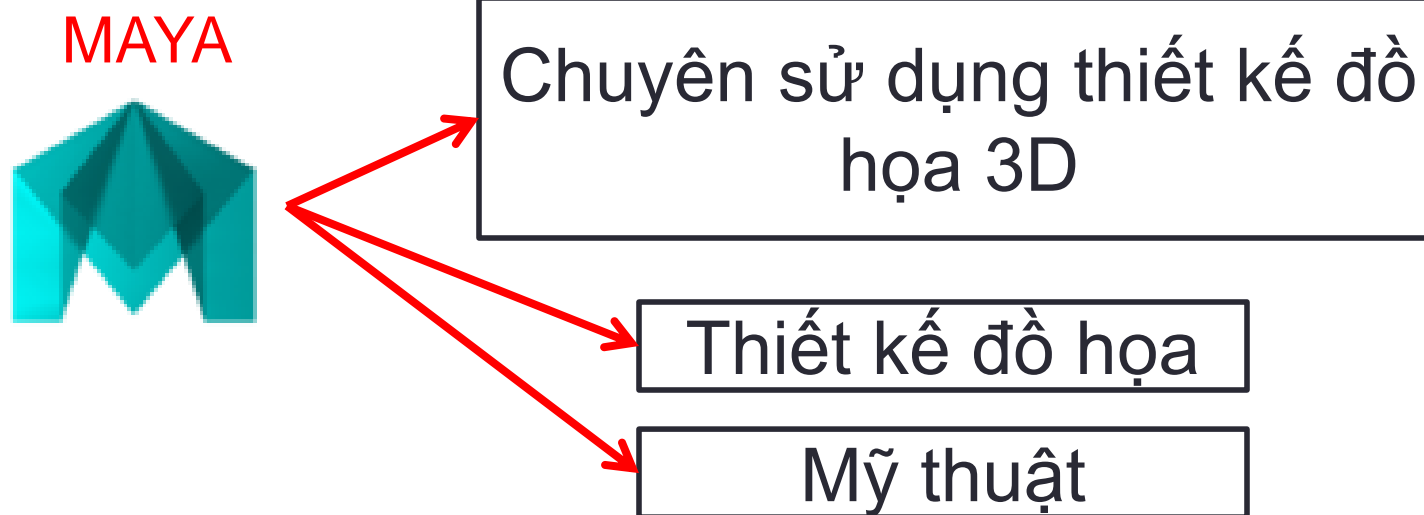 MAYA
Chuyên sử dụng thiết kế đồ
họa 3D
Thiết kế đồ họa
Mỹ thuật